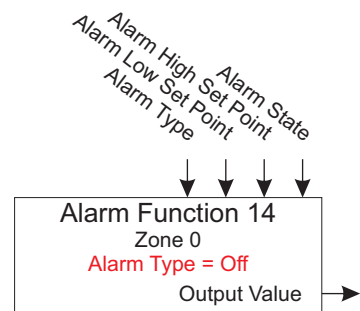 Alarm Type
Alarm Low Set Point
Alarm High Set Point
Alarm State
Alarm Function 14
Zone 0
Alarm Type = Off
Output Value